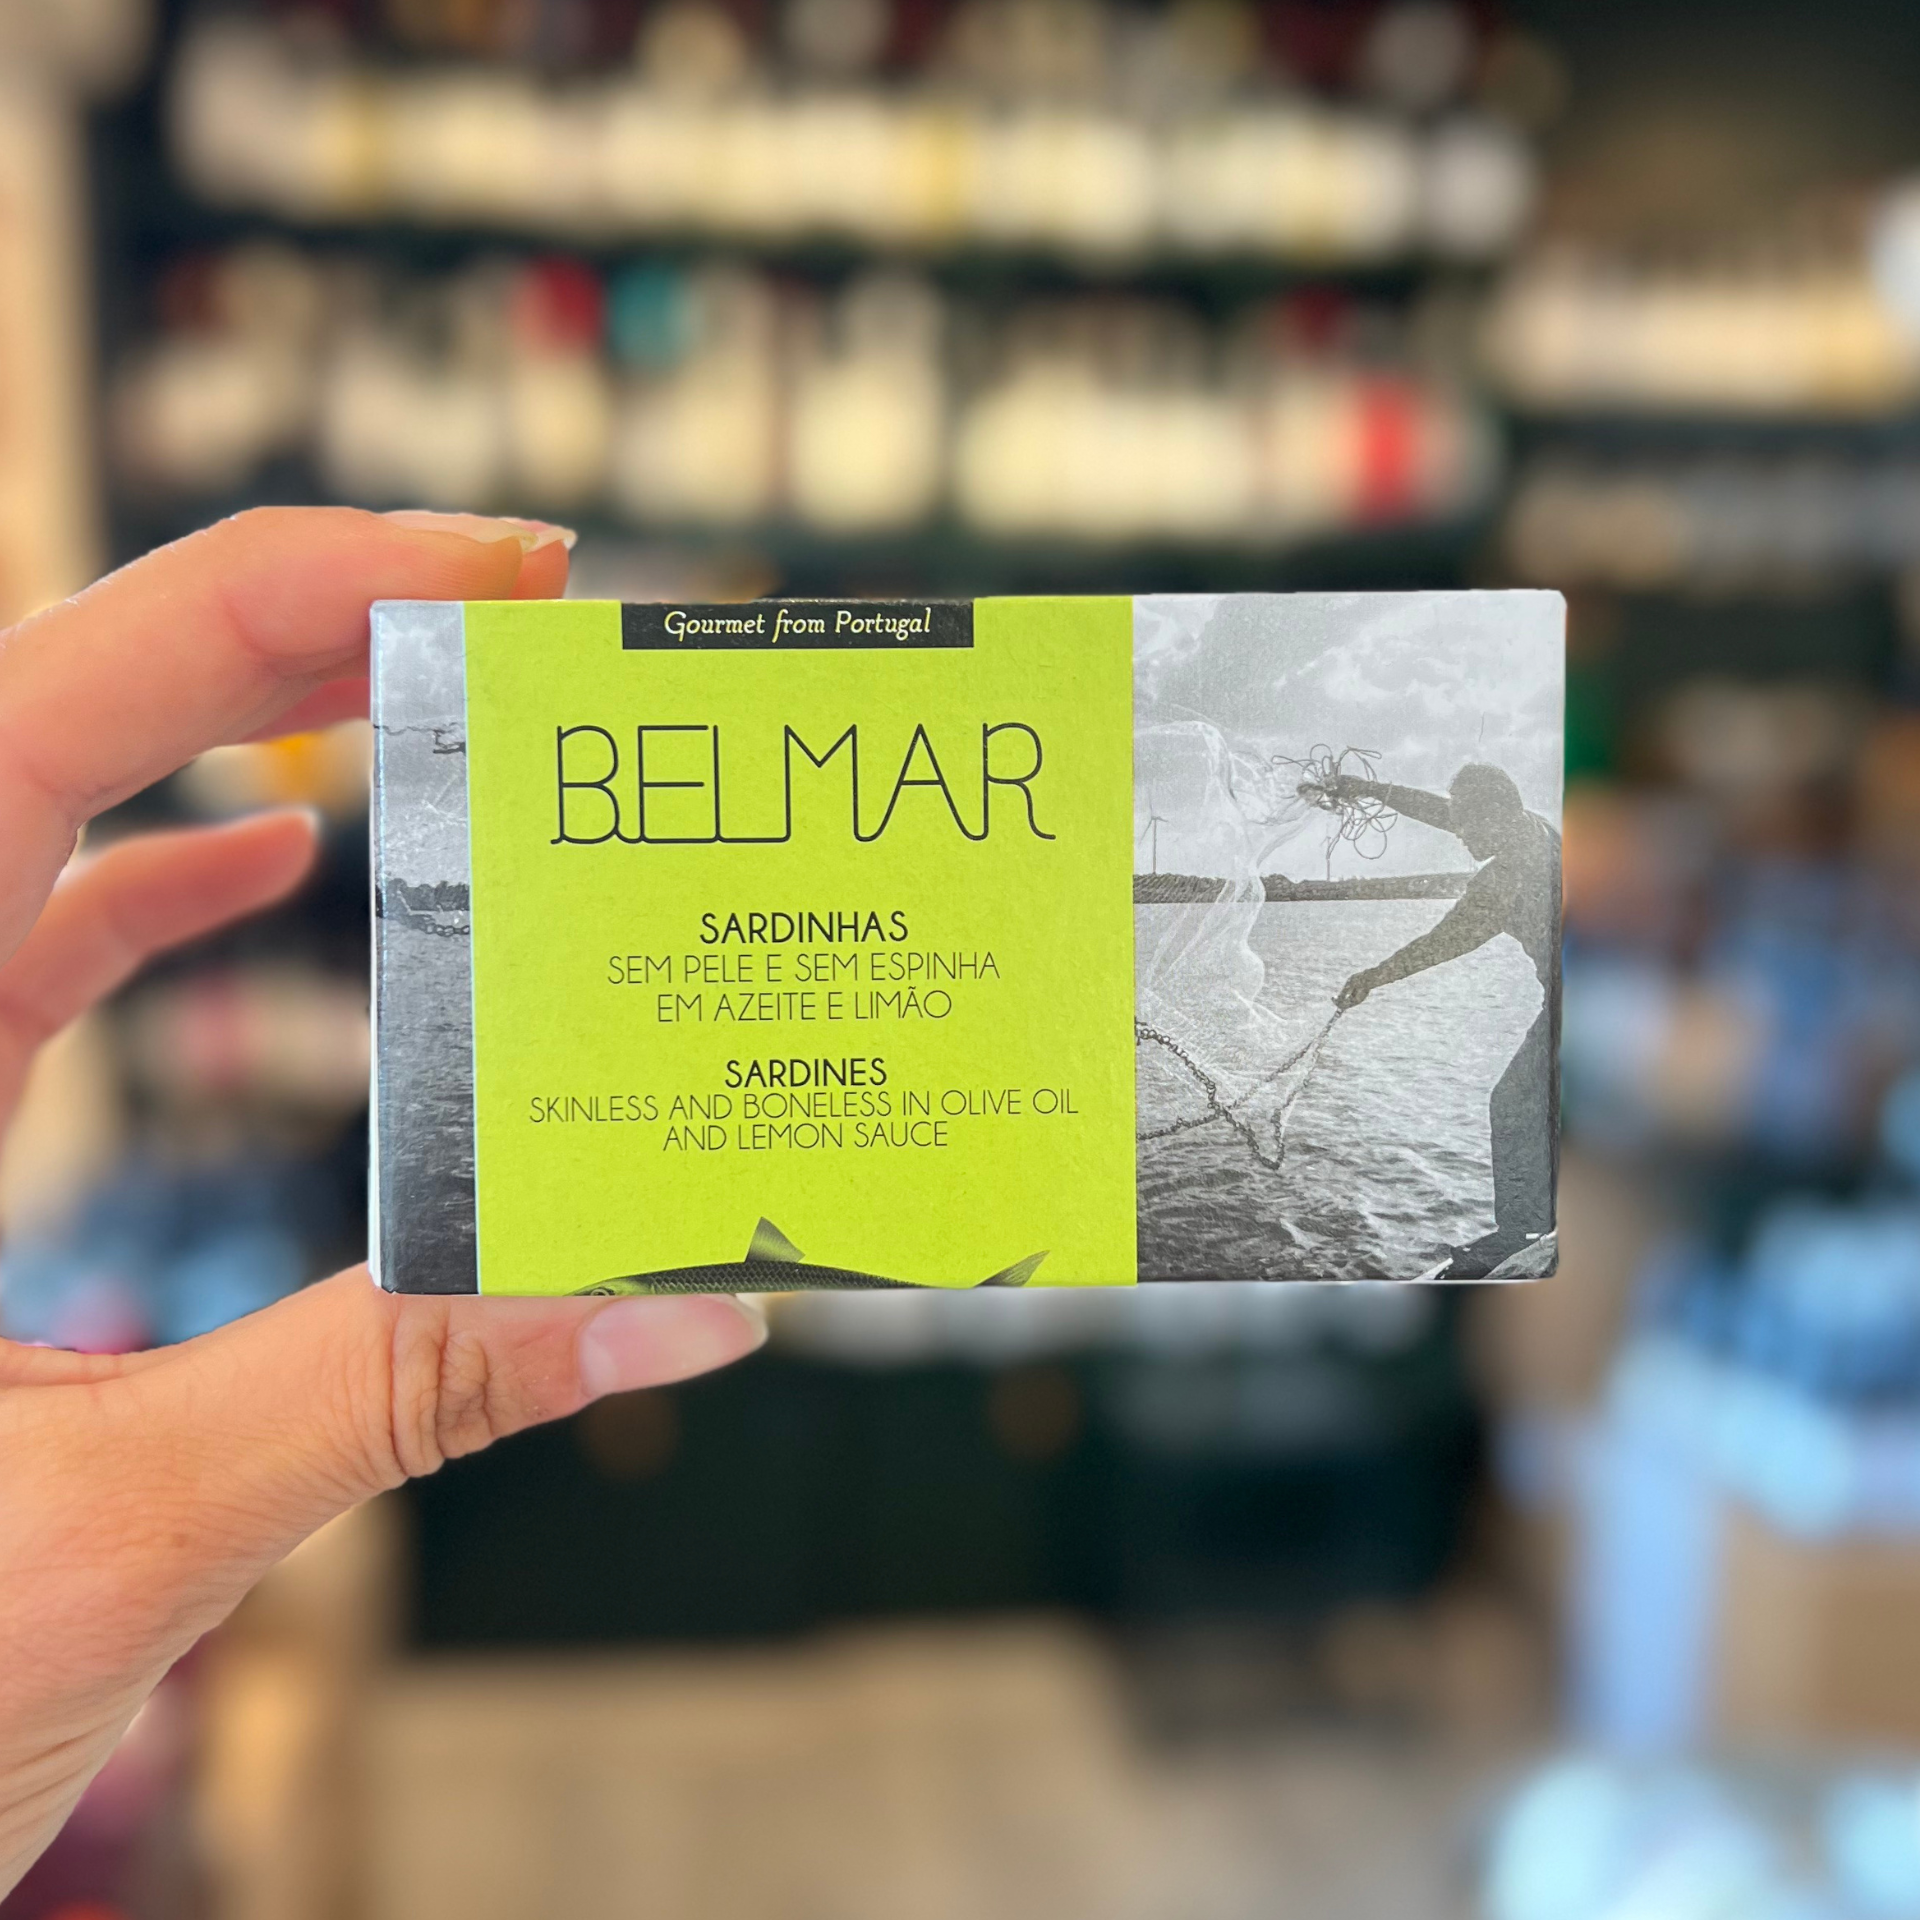 Gourmet from Portugal
BELMAR
SARDINHAS
SEM PELE E SEM ESPINHA
EM AZEITE E LIMÃO
SARDINES
SKINLESS AND BONELESS IN OLIVE OIL
AND LEMON SAUCE